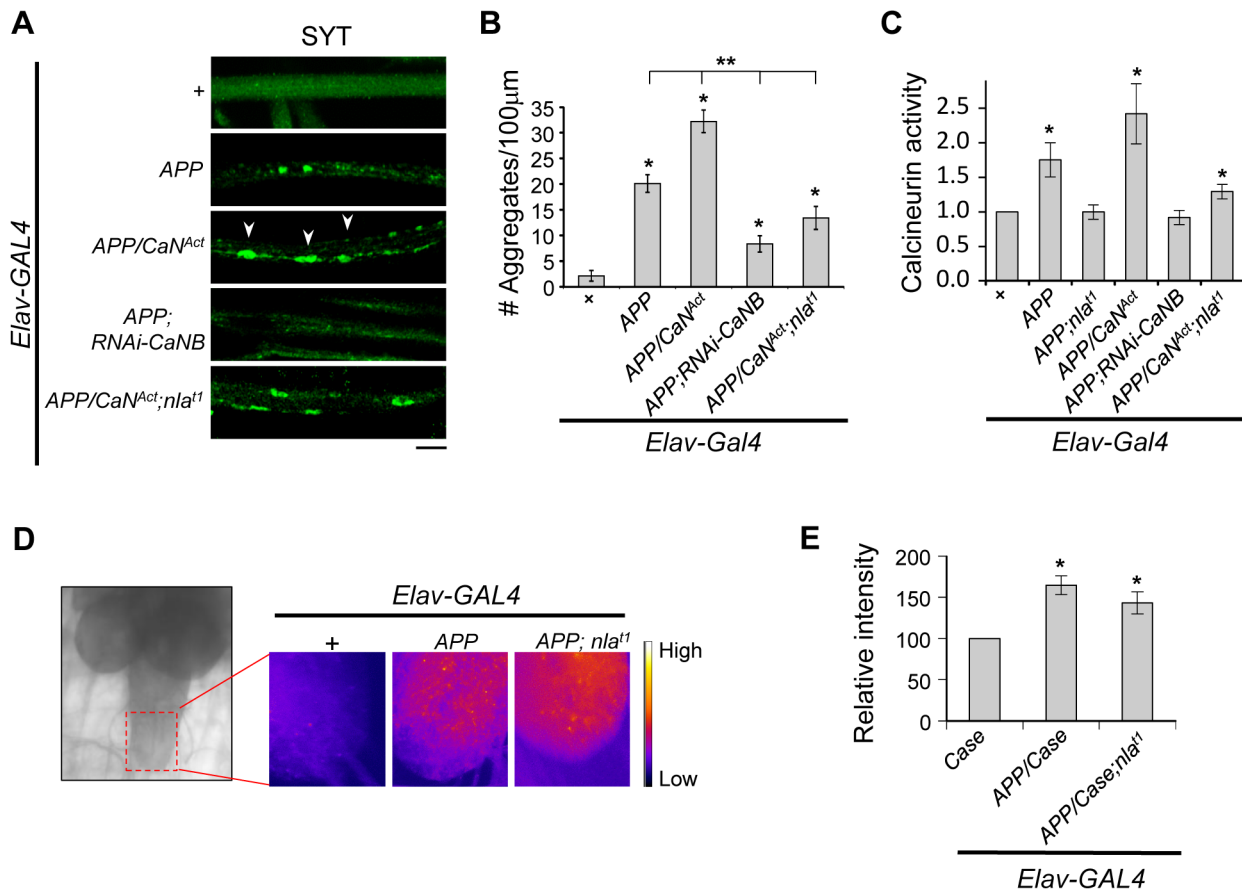 A
SYT
Elav-GAL4
+
APP
APP/CaN^Act
APP;
RNAi-CaNB
APP/CaN^Act;nla^t1
B
# Aggregates/100μm
35
30
25
20
15
10
5
0
**
*
*
*
*
+
APP
APP/CaN^Act
APP;RNAi-CaNB
APP/CaN^Act;nla^t1
Elav-Gal4
C
Calcineurin activity
2.5
2.0
1.5
1.0
0.5
0.0
*
*
*
+
APP
APP;nla^t1
APP/CaN^Act
APP;RNAi-CaNB
APP/CaN^Act;nla^t1
Elav-Gal4
D
Elav-GAL4
+
APP
APP; nla^t1
High
Low
E
Relative intensity
200
150
100
50
0
*
*
Case
APP/Case
APP/Case;nla^t1
Elav-GAL4